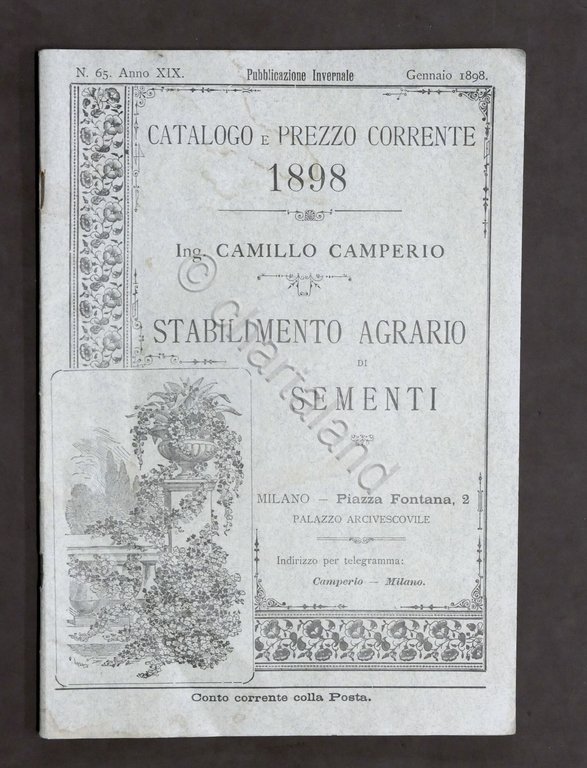 N. 65. Anno XIX. Pubblicazione Invernale Gennaio 1898.
CATALOGO E PREZZO CORRENTE
1898
Ing. CAMILLO CAMPERIO
STABILIMENTO AGRARIO
DI
SEMENTI
MILANO — Piazza Fontana, 2
PALAZZO ARCIVESCOVILE
Indirizzo per telegramma:
Camperio — Milano.
Conto corrente colla Posta.
© chartaland